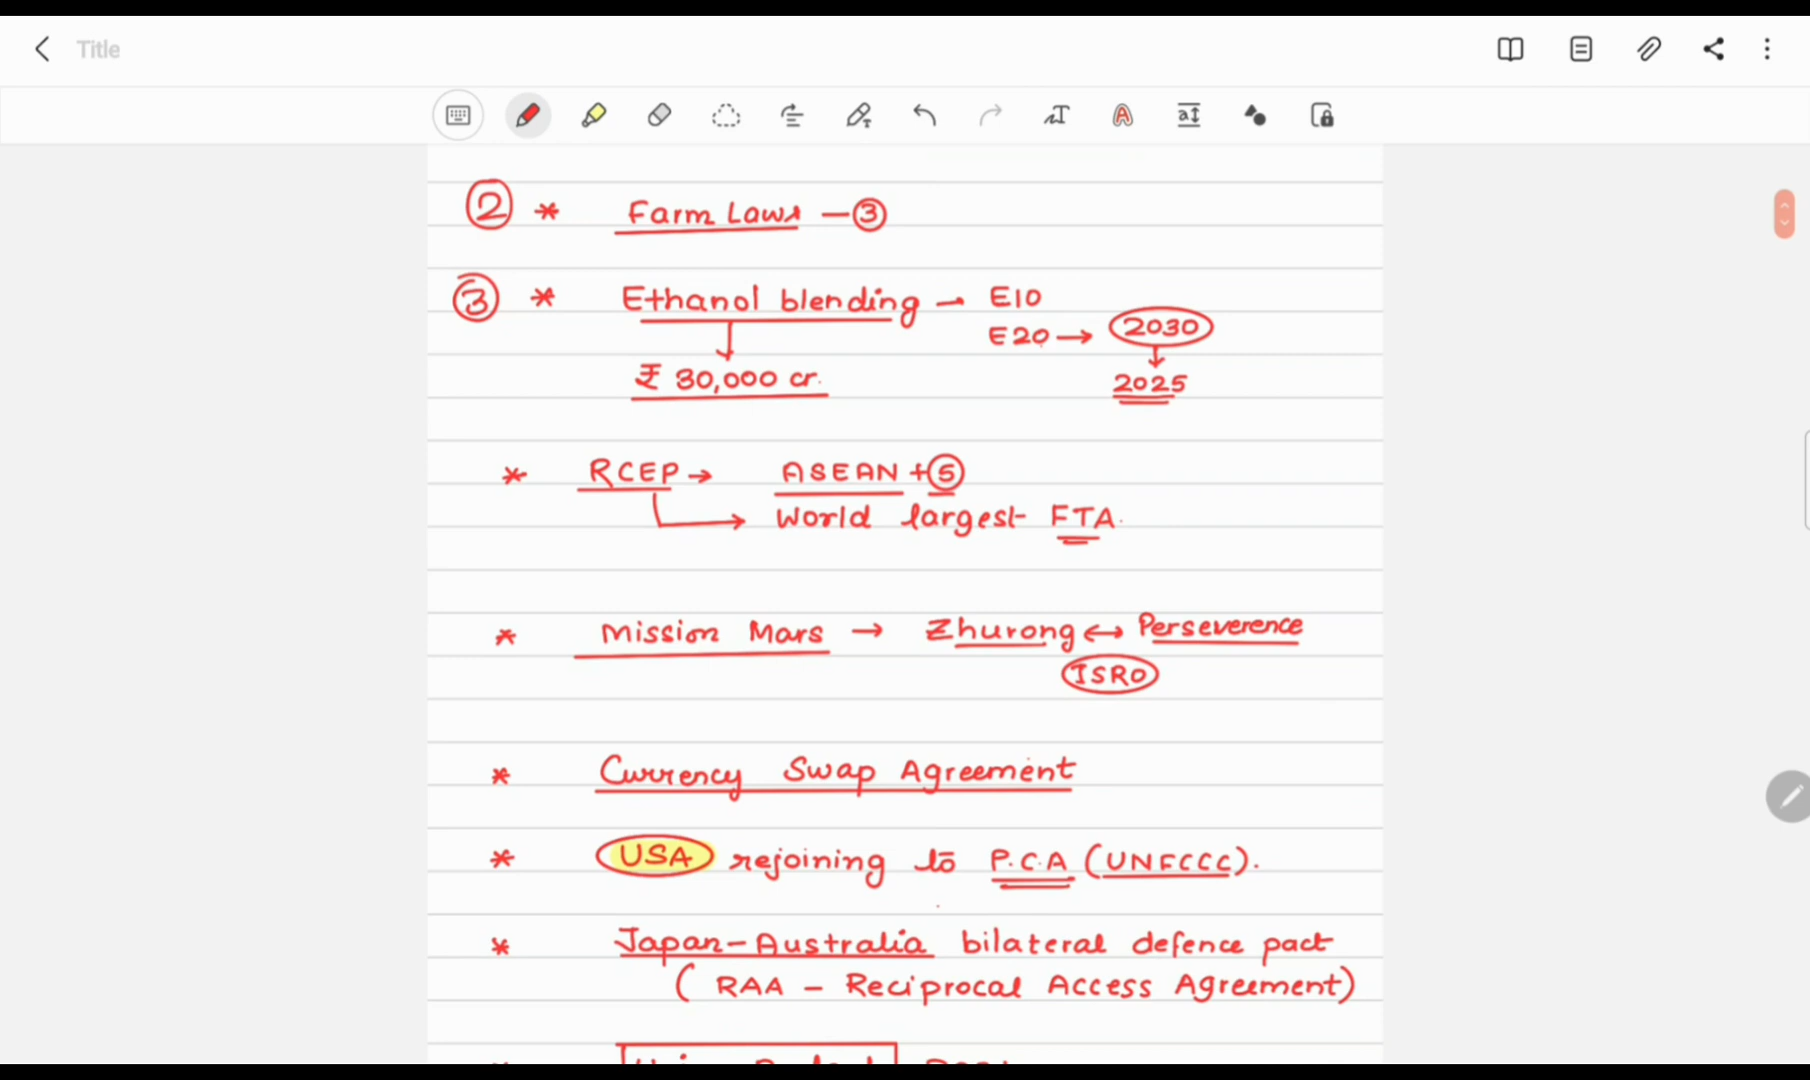 Title
② * Farm Laws — ③
③ * Ethanol blending → E10
E20 → 2030
↓
₹ 30,000 cr. 2025
* RCEP → ASEAN + ⑤
World largest FTA.
* Mission Mars → Zhurong ↔ Perseverence
ISRO
* Currency Swap Agreement
* USA rejoining to P.C.A (UNFCCC).
* Japan-Australia bilateral defence pact
( RAA – Reciprocal Access Agreement)